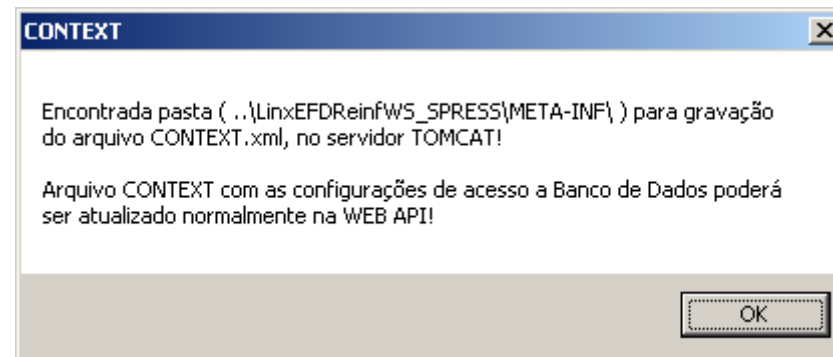 CONTEXT
Encontrada pasta ( ..\LinxEFDReinfWS_SPRESS\META-INF\ ) para gravação
do arquivo CONTEXT.xml, no servidor TOMCAT!
Arquivo CONTEXT com as configurações de acesso a Banco de Dados poderá
ser atualizado normalmente na WEB API!
OK